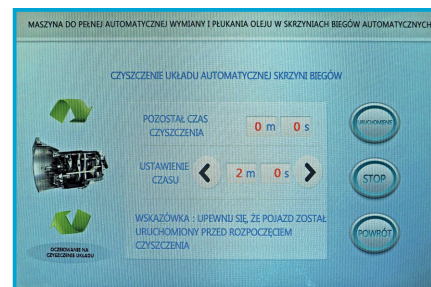 MASZYNA DO PEŁNEJ AUTOMATYCZNEJ WYMIANY I PŁUKANIA OLEJU W SKRZYNIACH BIEGÓW AUTOMATYCZNYCH
CZYSZCZENIE UKŁADU AUTOMATYCZNEJ SKRZYNI BIEGÓW
POZOSTAŁ CZAS
CZYSZCZENIA
0 m 0 s
URUCHOMIENIE
USTAWIENIE
CZASU
2 m 0 s
STOP
WSKAZÓWKA : UPEWNIJ SIĘ, ŻE POJAZD ZOSTAŁ
URUCHOMIONY PRZED ROZPOCZĘCIEM
CZYSZCZENIA
POWRÓT
OCZEKIWANIE NA
CZYSZCZENIE UKŁADU